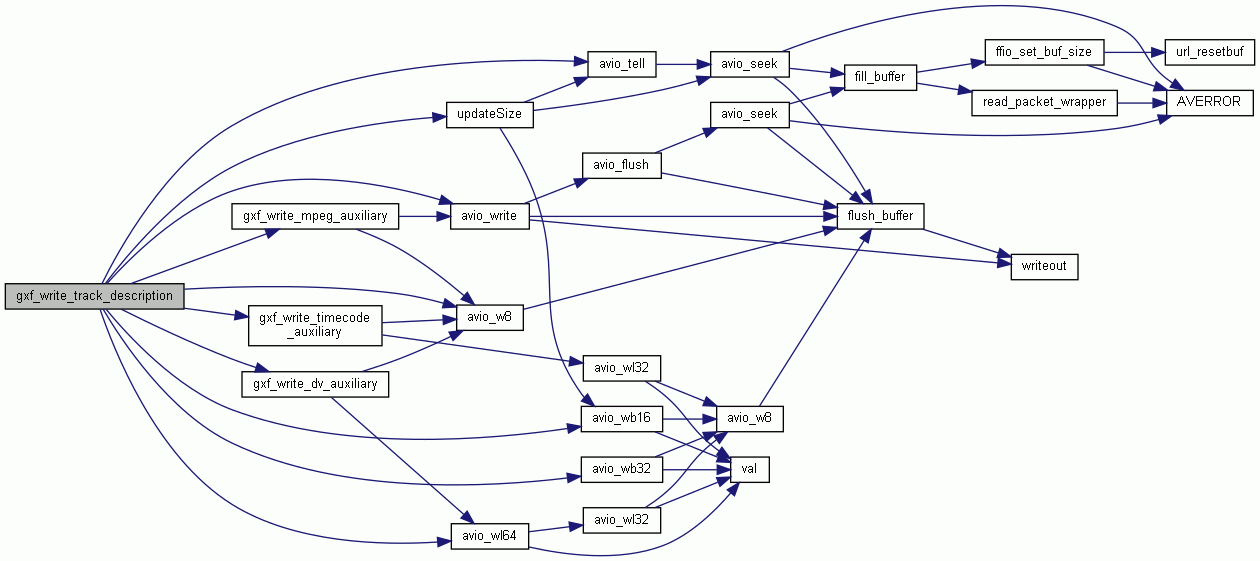 ffio_set_buf_size
url_resetbuf
avio_tell
avio_seek
fill_buffer
read_packet_wrapper
AVERROR
updateSize
avio_seek
avio_flush
gxf_write_mpeg_auxiliary
avio_write
flush_buffer
writeout
gxf_write_track_description
gxf_write_timecode
_auxiliary
avio_w8
gxf_write_dv_auxiliary
avio_wl32
avio_wb16
avio_w8
avio_wb32
val
avio_wl32
avio_wl64